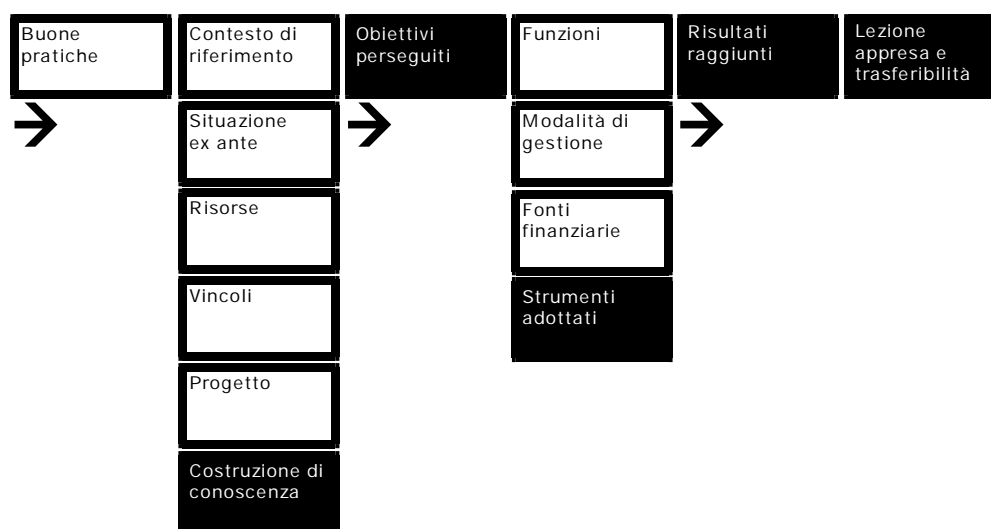 Buone
pratiche
Contesto di
riferimento
Obiettivi
perseguiti
Funzioni
Risultati
raggiunti
Lezione
appresa e
trasferibilità
Situazione
ex ante
Modalità di
gestione
Risorse
Fonti
finanziarie
Vincoli
Strumenti
adottati
Progetto
Costruzione di
conoscenza